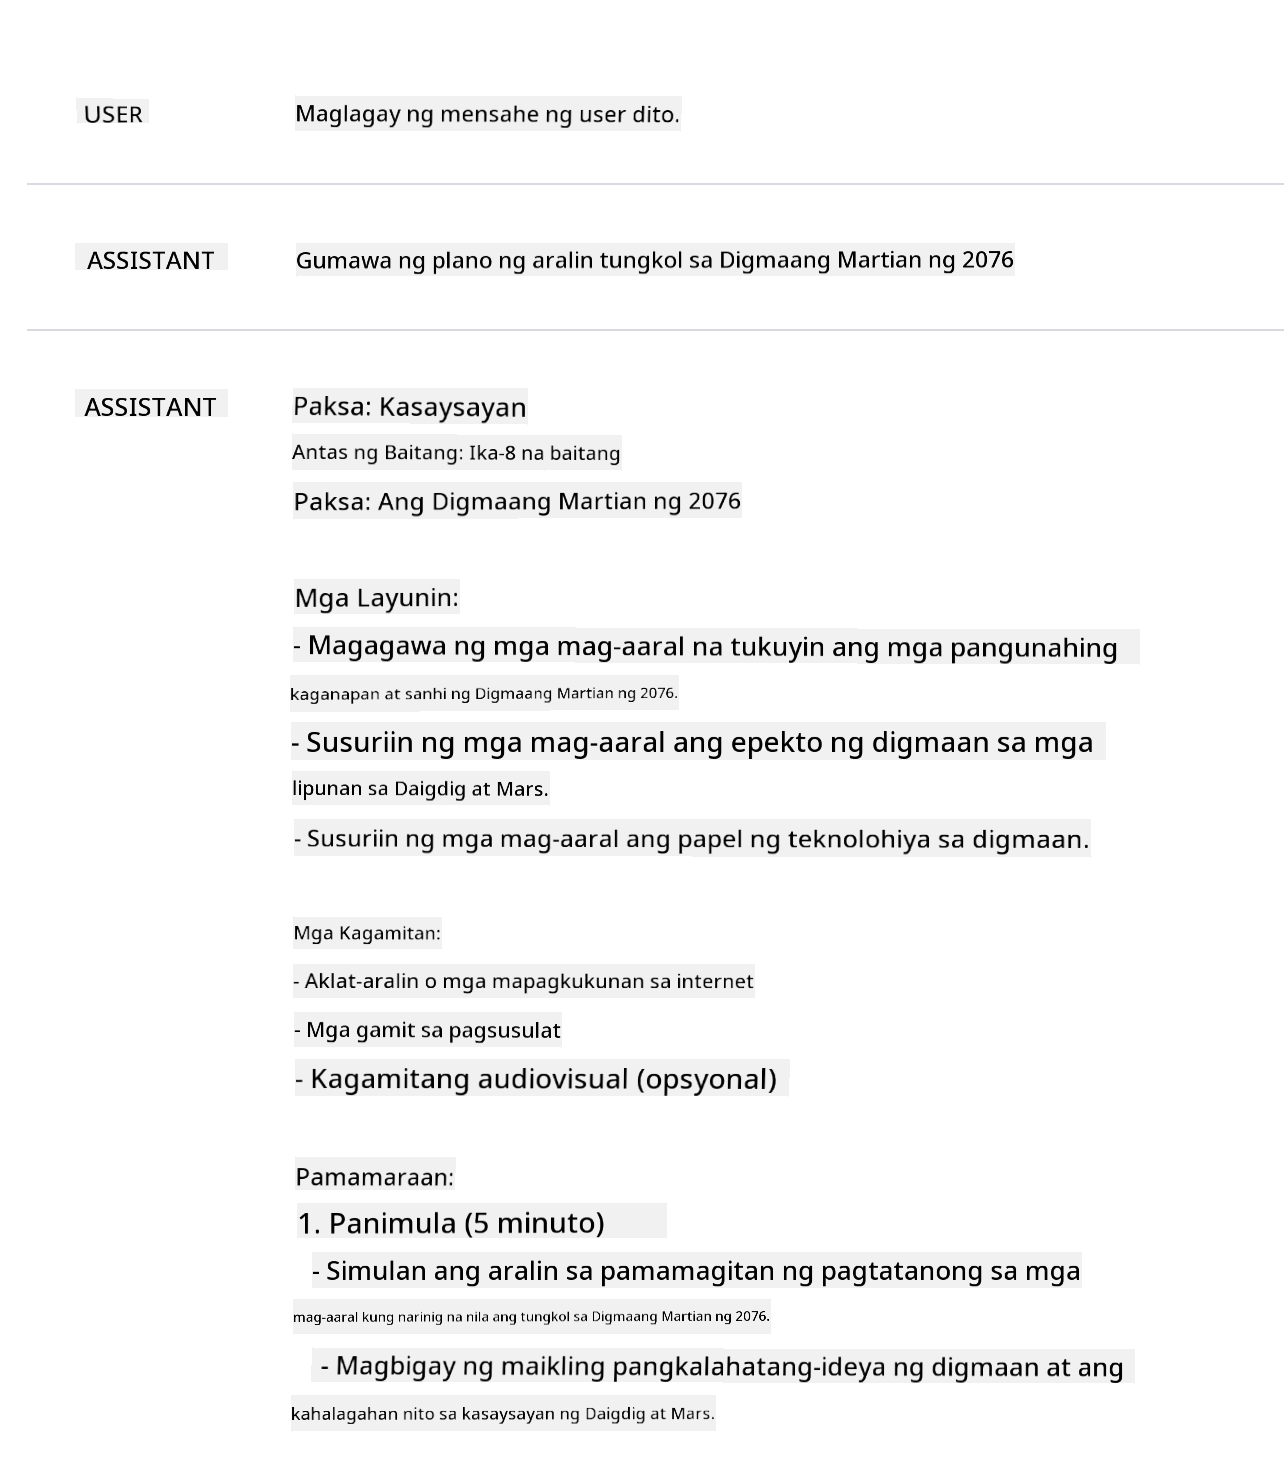 USER
Maglagay ng mensahe ng user dito.
ASSISTANT
Gumawa ng plano ng aralin tungkol sa Digmaang Martian ng 2076
ASSISTANT
Paksa: Kasaysayan
Antas ng Baitang: Ika-8 na baitang
Paksa: Ang Digmaang Martian ng 2076
Mga Layunin:
- Magagawa ng mga mag-aaral na tukuyin ang mga pangunahing
kaganapan at sanhi ng Digmaang Martian ng 2076.
- Susuriin ng mga mag-aaral ang epekto ng digmaan sa mga
lipunan sa Daigdig at Mars.
- Susuriin ng mga mag-aaral ang papel ng teknolohiya sa digmaan.
Mga Kagamitan:
- Aklat-aralin o mga mapagkukunan sa internet
- Mga gamit sa pagsusulat
- Kagamitang audiovisual (opsyonal)
Pamamaraan:
1. Panimula (5 minuto)
- Simulan ang aralin sa pamamagitan ng pagtatanong sa mga
mag-aaral kung narinig na nila ang tungkol sa Digmaang Martian ng 2076.
- Magbigay ng maikling pangkalahatang-ideya ng digmaan at ang
kahalagahan nito sa kasaysayan ng Daigdig at Mars.